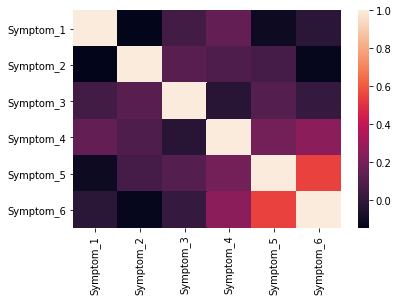 Symptom_1
Symptom_2
Symptom_3
Symptom_4
Symptom_5
Symptom_6
Symptom_1
Symptom_2
Symptom_3
Symptom_4
Symptom_5
Symptom_6
1.0
0.8
0.6
0.4
0.2
0.0